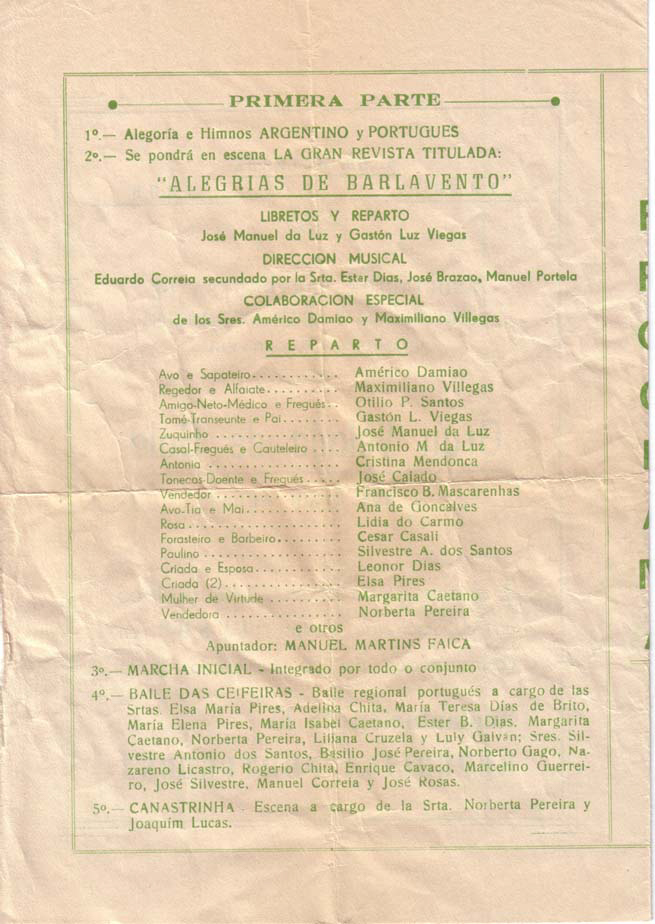 PRIMERA PARTE
1º.— Alegoría e Himnos ARGENTINO y PORTUGUES
2º.— Se pondrá en escena LA GRAN REVISTA TITULADA:
"ALEGRIAS DE BARLAVENTO"
LIBRETOS Y REPARTO
José Manuel da Luz y Gastón Luz Viegas
DIRECCION MUSICAL
Eduardo Correia secundado por la Srta. Ester Dias, José Brazao, Manuel Portela
COLABORACION ESPECIAL
de los Sres. Américo Damiao y Maximiliano Villegas
REPARTO
Avo e Sapateiro........... Américo Damiao
Regedor e Alfaiate......... Maximiliano Villegas
Amigo-Neto-Médico e Fregués.. Otilio P. Santos
Tomé-Transeunte e Pai....... Gastón L. Viegas
Zuquinho ................ José Manuel da Luz
Casal-Fregués e Cauteleiro .... Antonio M da Luz
Antonia ................. Cristina Mendonca
Tonecas-Doente e Fregués..... José Caiado
Vendedor ................ Francisco B. Mascarenhas
Avo-Tia e Mai............. Ana de Goncalves
Rosa................... Lidia do Carmo
Forasteiro e Barbeiro........ Cesar Casali
Paulino ................. Silvestre A. dos Santos
Criada e Esposa............ Leonor Dias
Criada (2)................ Elsa Pires
Mulher de Virtude.......... Margarita Caetano
Vendedora ............... Norberta Pereira
e otros
Apuntador: MANUEL MARTINS FAICA
3º.— MARCHA INICIAL - Integrado por todo o conjunto
4º.— BAILE DAS CEIFEIRAS - Baile regional portugués a cargo de las
Srtas. Elsa María Pires, Adelina Chita, María Teresa Días de Brito,
María Elena Pires, María Isabel Caetano, Ester B. Dias, Margarita
Caetano, Norberta Pereira, Liliana Cruzela y Luly Galván; Sres. Sil-
vestre Antonio dos Santos, Basilio José Pereira, Norberto Gago, Na-
zareno Licastro, Rogerio Chita, Enrique Cavaco, Marcelino Guerrei-
ro, José Silvestre, Manuel Correia y José Rosas.
5º.— CANASTRINHA - Escena a cargo de la Srta. Norberta Pereira y
Joaquím Lucas.